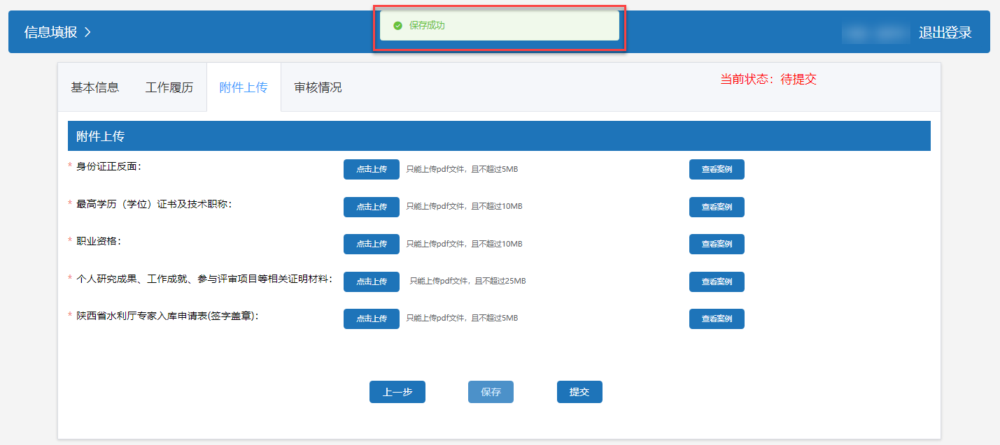 保存成功
信息填报 >
退出登录
基本信息 工作履历 附件上传 审核情况
当前状态：待提交
附件上传
* 身份证正反面： 点击上传 只能上传pdf文件，且不超过5MB 查看案例
* 最高学历（学位）证书及技术职称： 点击上传 只能上传pdf文件，且不超过10MB 查看案例
* 职业资格： 点击上传 只能上传pdf文件，且不超过10MB 查看案例
* 个人研究成果、工作成就、参与评审项目等相关证明材料： 点击上传 只能上传pdf文件，且不超过25MB 查看案例
* 陕西省水利厅专家入库申请表(签字盖章)： 点击上传 只能上传pdf文件，且不超过5MB 查看案例
上一步 保存 提交